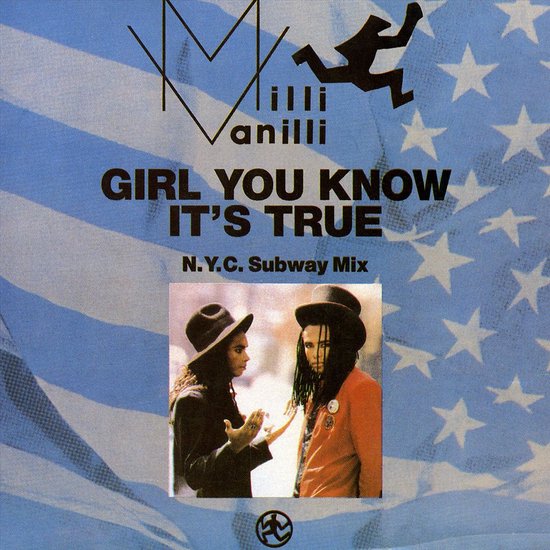 Milli
Vanilli
GIRL YOU KNOW
IT'S TRUE
N.Y.C. Subway Mix